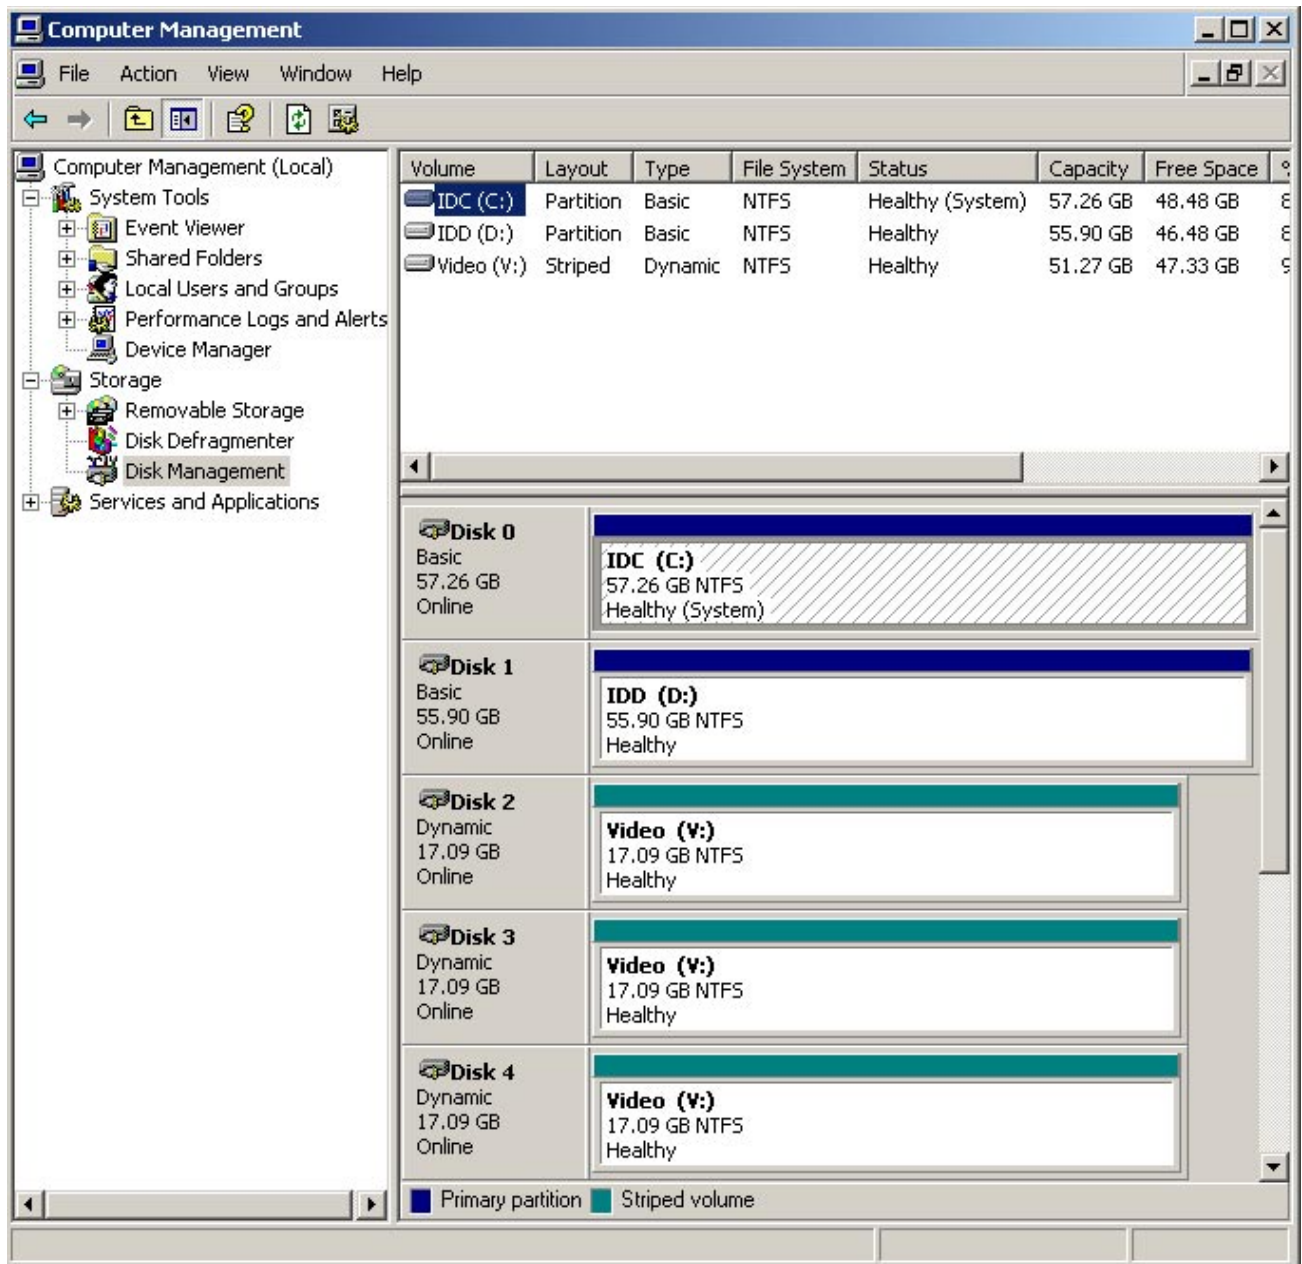 Computer Management
File Action View Window Help
Computer Management (Local)
System Tools
Event Viewer
Shared Folders
Local Users and Groups
Performance Logs and Alerts
Device Manager
Storage
Removable Storage
Disk Defragmenter
Disk Management
Services and Applications
Volume Layout Type File System Status Capacity Free Space
IDC (C:) Partition Basic NTFS Healthy (System) 57.26 GB 48.48 GB
IDD (D:) Partition Basic NTFS Healthy 55.90 GB 46.48 GB
Video (V:) Striped Dynamic NTFS Healthy 51.27 GB 47.33 GB
Disk 0
Basic
57.26 GB
Online
IDC (C:)
57.26 GB NTFS
Healthy (System)
Disk 1
Basic
55.90 GB
Online
IDD (D:)
55.90 GB NTFS
Healthy
Disk 2
Dynamic
17.09 GB
Online
Video (V:)
17.09 GB NTFS
Healthy
Disk 3
Dynamic
17.09 GB
Online
Video (V:)
17.09 GB NTFS
Healthy
Disk 4
Dynamic
17.09 GB
Online
Video (V:)
17.09 GB NTFS
Healthy
Primary partition Striped volume